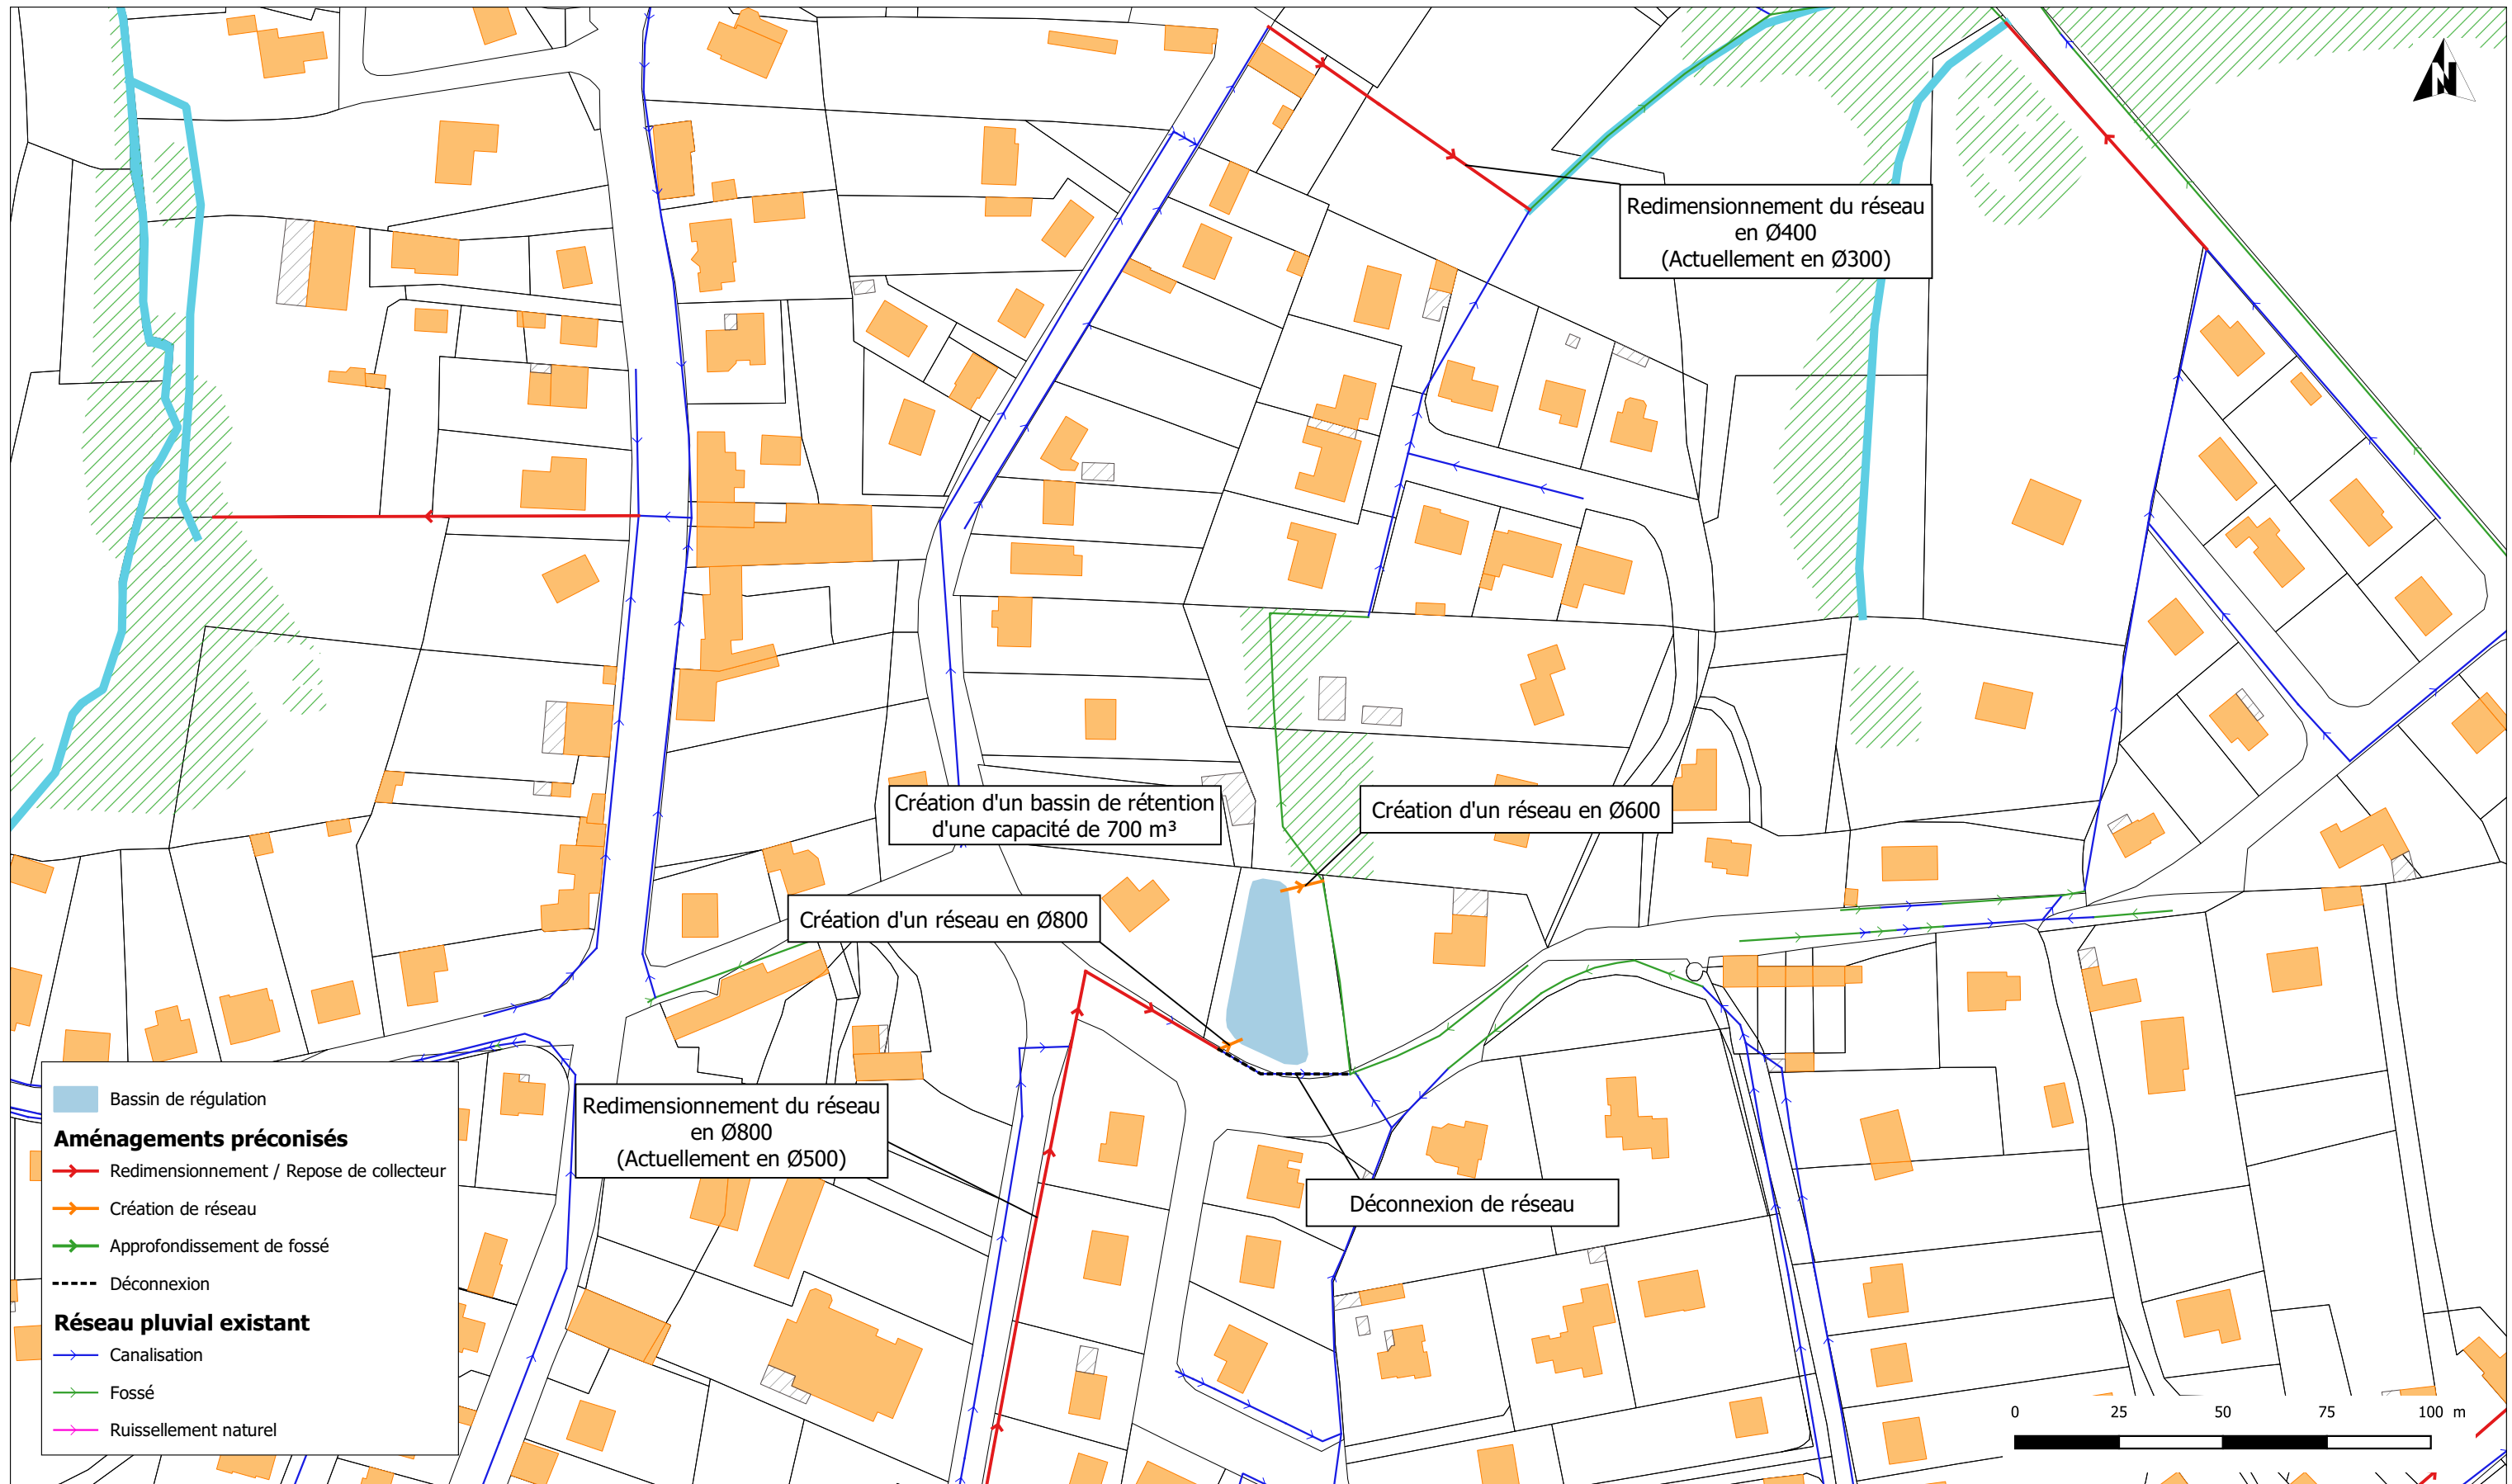 N
Redimensionnement du réseau
en Ø400
(Actuellement en Ø300)
Création d'un bassin de rétention
d'une capacité de 700 m³
Création d'un réseau en Ø600
Création d'un réseau en Ø800
Redimensionnement du réseau
en Ø800
(Actuellement en Ø500)
Déconnexion de réseau
Bassin de régulation
Aménagements préconisés
Redimensionnement / Repose de collecteur
Création de réseau
Approfondissement de fossé
Déconnexion
Réseau pluvial existant
Canalisation
Fossé
Ruissellement naturel
0 25 50 75 100 m